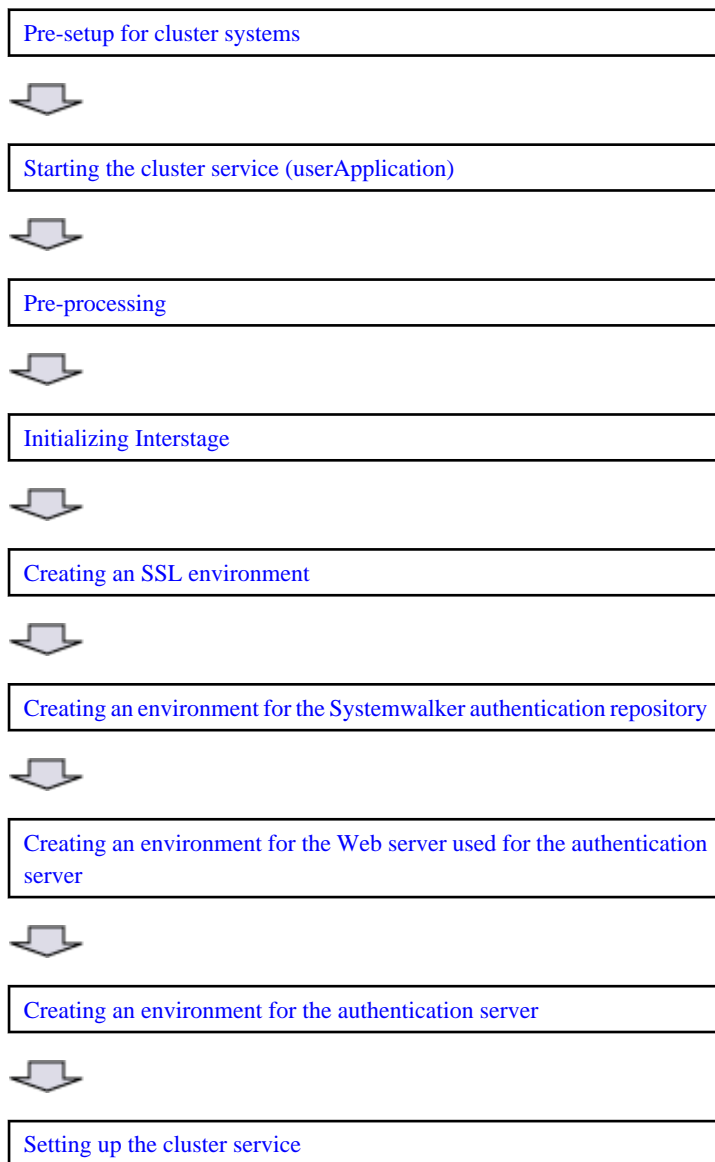 Pre-setup for cluster systems
Starting the cluster service (userApplication)
Pre-processing
Initializing Interstage
Creating an SSL environment
Creating an environment for the Systemwalker authentication repository
Creating an environment for the Web server used for the authentication
server
Creating an environment for the authentication server
Setting up the cluster service